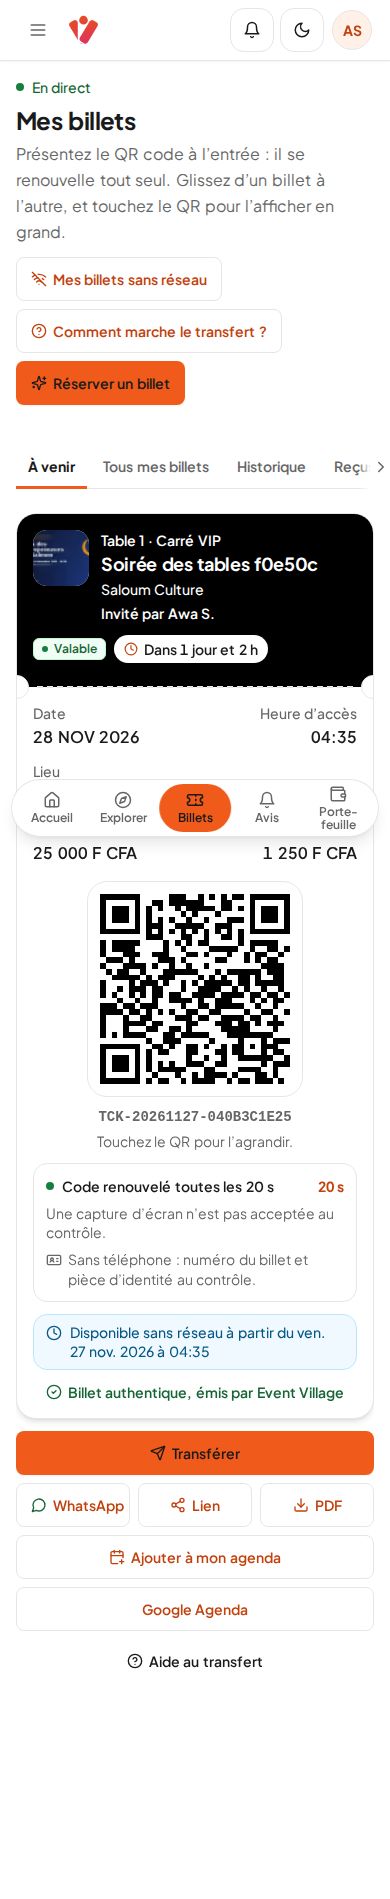 AS
En direct
Mes billets
Présentez le QR code à l’entrée : il se
renouvelle tout seul. Glissez d’un billet à
l’autre, et touchez le QR pour l’afficher en
grand.
Mes billets sans réseau
Comment marche le transfert ?
Réserver un billet
À venir
Tous mes billets
Historique
Reçus
Table 1 · Carré VIP
Soirée des tables f0e50c
Saloum Culture
Invité par Awa S.
Valable
Dans 1 jour et 2 h
Date
Heure d’accès
28 NOV 2026
04:35
Lieu
Accueil
Explorer
Billets
Avis
Porte-
feuille
25 000 F CFA
1 250 F CFA
TCK-20261127-040B3C1E25
Touchez le QR pour l’agrandir.
Code renouvelé toutes les 20 s
20 s
Une capture d’écran n’est pas acceptée au
contrôle.
Sans téléphone : numéro du billet et
pièce d’identité au contrôle.
Disponible sans réseau à partir du ven.
27 nov. 2026 à 04:35
Billet authentique, émis par Event Village
Transférer
WhatsApp
Lien
PDF
Ajouter à mon agenda
Google Agenda
Aide au transfert